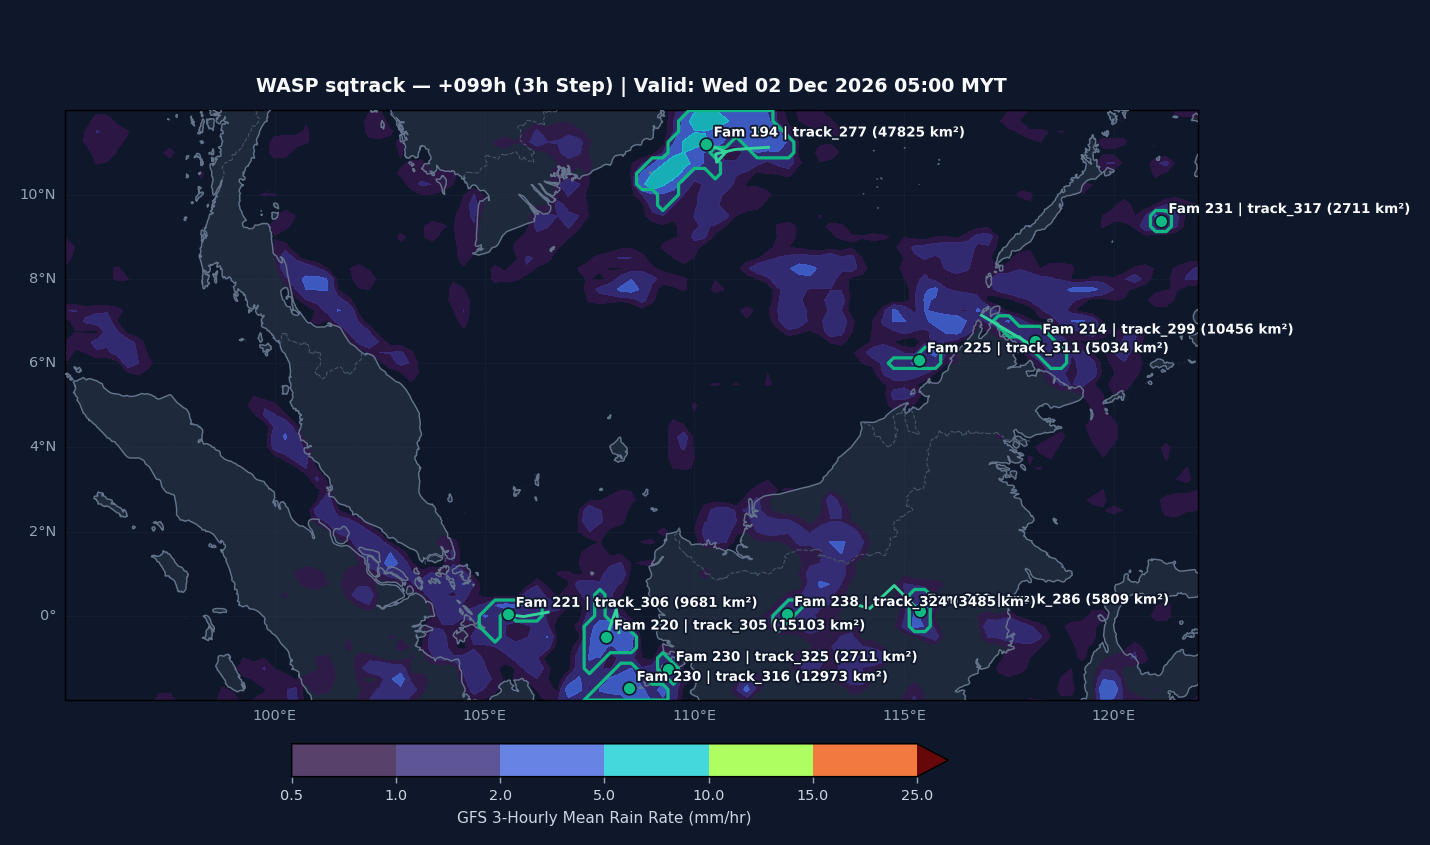 WASP sqtrack — +099h (3h Step) | Valid: Wed 02 Dec 2026 05:00 MYT
Fam 194 | track_277 (47825 km²)
10°N
Fam 231 | track_317 (2711 km²)
8°N
Fam 214 | track_299 (10456 km²)
Fam 225 | track_311 (5034 km²)
6°N
4°N
2°N
0°
Fam 221 | track_306 (9681 km²)
Fam 238 | track_324 (3485 km²)
k_286 (5809 km²)
Fam 220 | track_305 (15103 km²)
Fam 230 | track_325 (2711 km²)
Fam 230 | track_316 (12973 km²)
100°E 105°E 110°E 115°E 120°E
0.5 1.0 2.0 5.0 10.0 15.0 25.0
GFS 3-Hourly Mean Rain Rate (mm/hr)